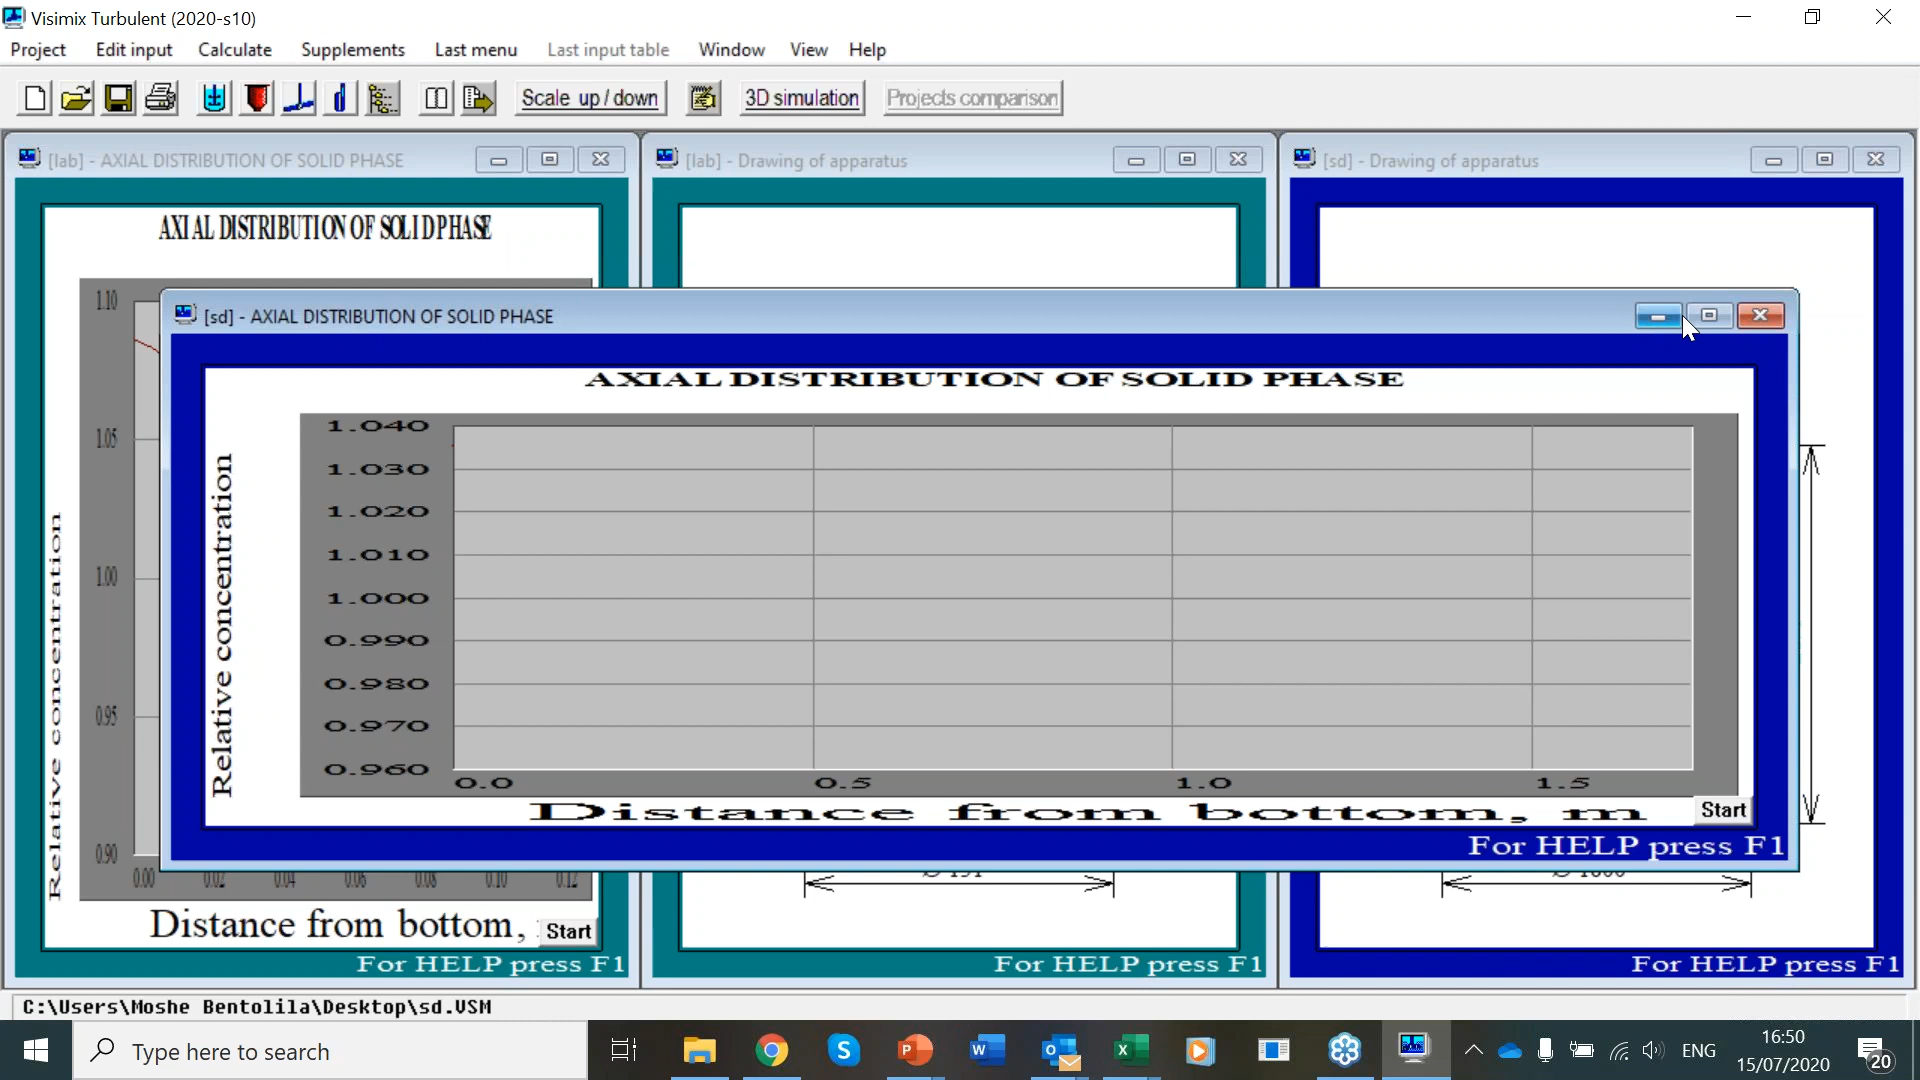 Visimix Turbulent (2020-s10)
Project Edit input Calculate Supplements Last menu Last input table Window View Help
Scale up / down 3D simulation Projects comparison
[lab] - AXIAL DISTRIBUTION OF SOLID PHASE
[lab] - Drawing of apparatus
[sd] - Drawing of apparatus
AXIAL DISTRIBUTION OF SOLID PHASE
1.10
1.05
1.00
0.95
0.90
Relative concentration
0.00 0.02 0.04 0.06 0.08 0.10 0.12
Distance from bottom,
Start
For HELP press F1
[sd] - AXIAL DISTRIBUTION OF SOLID PHASE
AXIAL DISTRIBUTION OF SOLID PHASE
1.040
1.030
1.020
1.010
1.000
0.990
0.980
0.970
0.960
Relative concentration
0.0 0.5 1.0 1.5
Distance from bottom, m
Start
For HELP press F1
For HELP press F1
For HELP press F1
C:\Users\Moshe Bentolila\Desktop\sd.VSM
Type here to search
ENG
16:50
15/07/2020
20